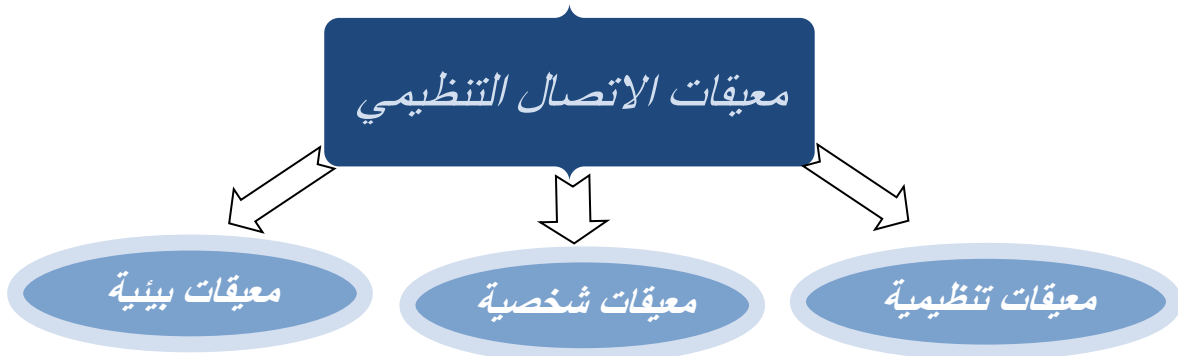 معيقات الاتصال التنظيمي
معيقات تنظيمية
معيقات شخصية
معيقات بيئية